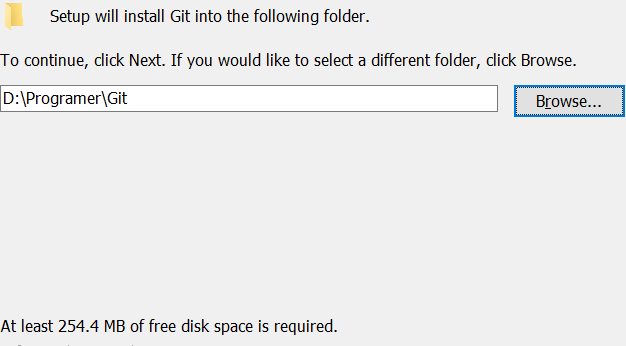 Setup will install Git into the following folder.
To continue, click Next. If you would like to select a different folder, click Browse.
D:\Programer\Git
Browse...
At least 254.4 MB of free disk space is required.